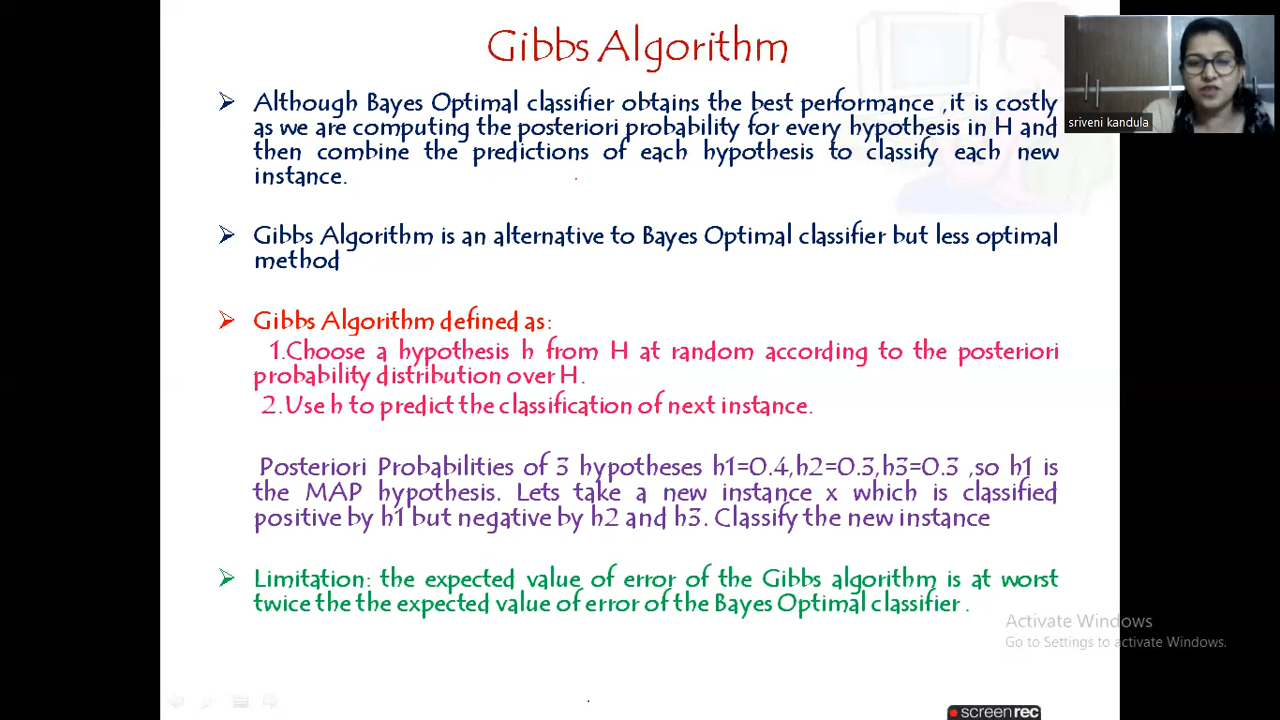 Gibbs Algorithm
Although Bayes Optimal classifier obtains the best performance ,it is costly
as we are computing the posteriori probability for every hypothesis in H and
then combine the predictions of each hypothesis to classify each new
instance.
Gibbs Algorithm is an alternative to Bayes Optimal classifier but less optimal
method
Gibbs Algorithm defined as:
1.Choose a hypothesis h from H at random according to the posteriori
probability distribution over H.
2.Use h to predict the classification of next instance.
Posteriori Probabilities of 3 hypotheses h1=0.4,h2=0.3,h3=0.3 ,so h1 is
the MAP hypothesis. Lets take a new instance x which is classified
positive by h1 but negative by h2 and h3. Classify the new instance
Limitation: the expected value of error of the Gibbs algorithm is at worst
twice the the expected value of error of the Bayes Optimal classifier .
sriveni kandula
Activate Windows
Go to Settings to activate Windows.
screenrec